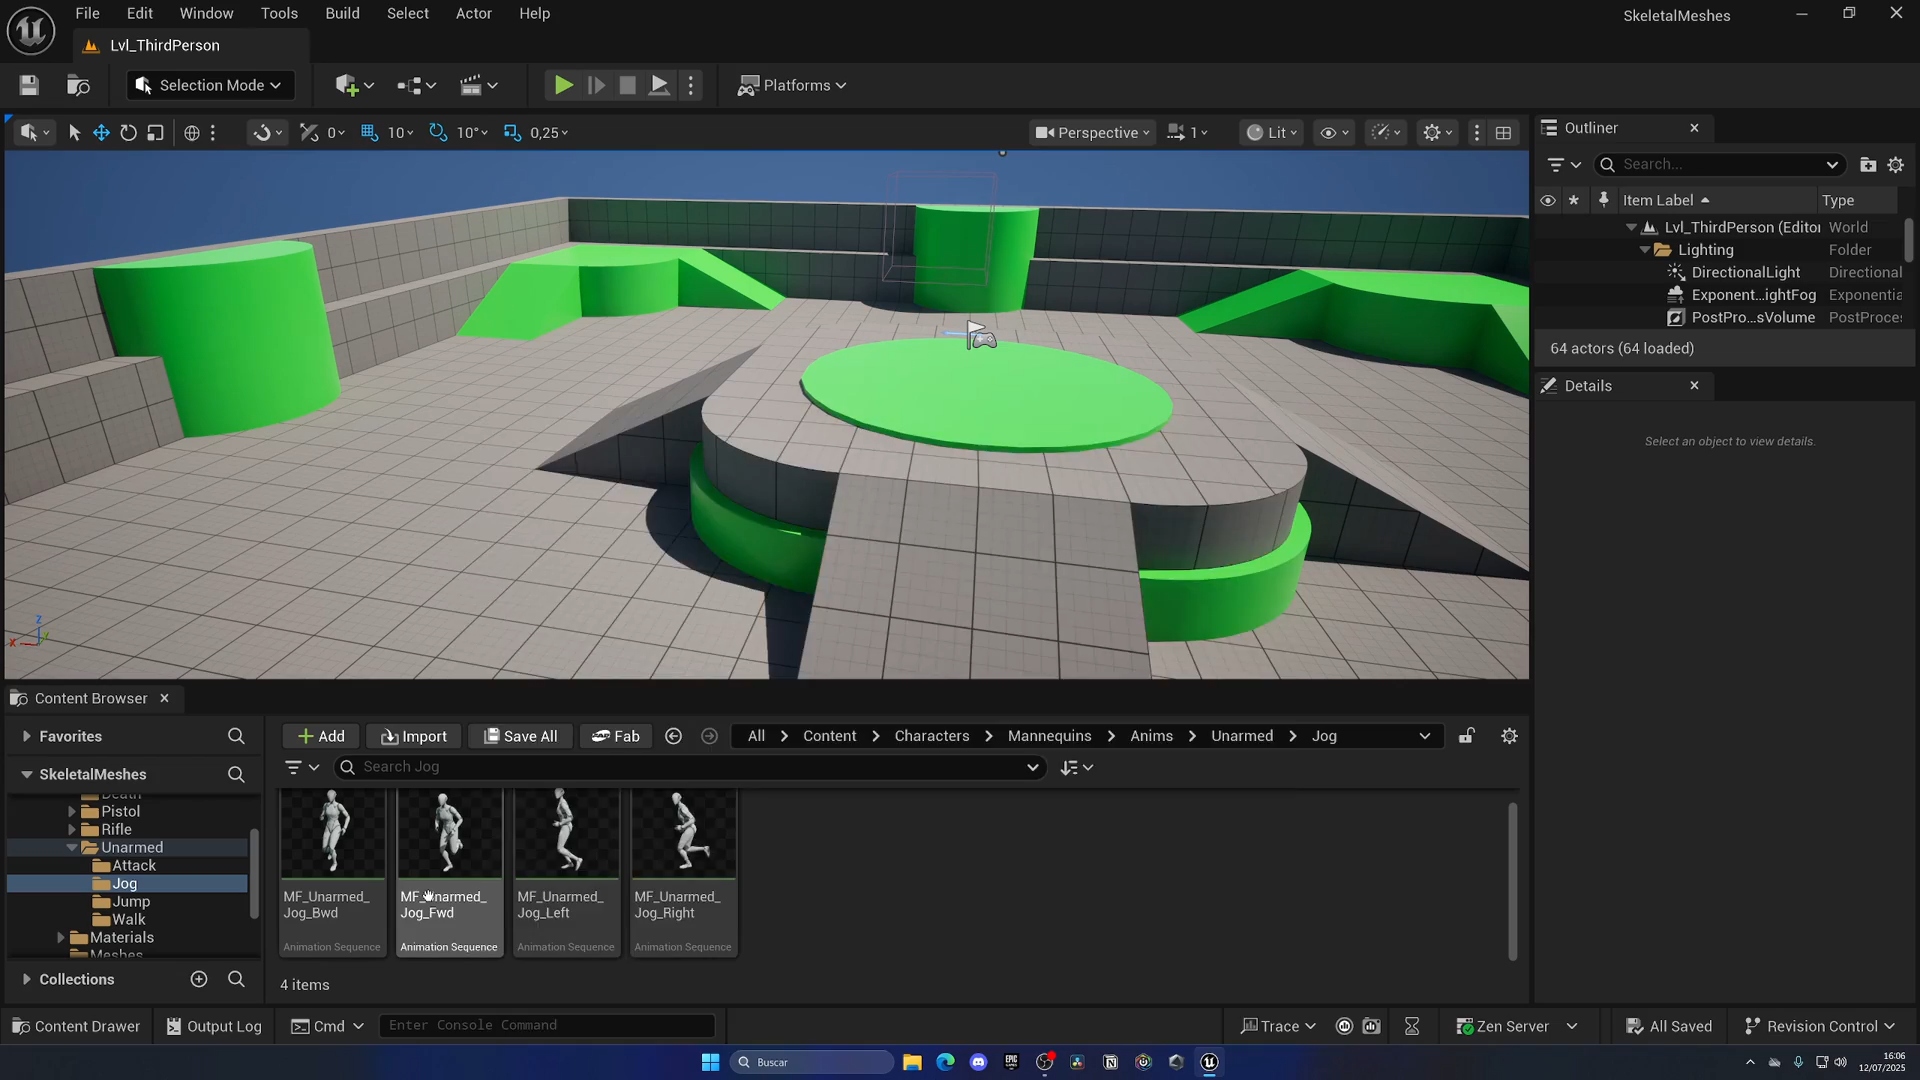 File Edit Window Tools Build Select Actor Help
SkeletalMeshes
Lvl_ThirdPerson
Selection Mode
Platforms
0
10
10°
0,25
Perspective
1
Lit
Outliner
Search...
Item Label
Type
Lvl_ThirdPerson (Editor
World
Lighting
Folder
DirectionalLight
Directional
Exponent...ightFog
Exponentia
PostPro...sVolume
PostProces
64 actors (64 loaded)
Details
Select an object to view details.
Z
X
Y
Content Browser
Favorites
SkeletalMeshes
Death
Pistol
Rifle
Unarmed
Attack
Jog
Jump
Walk
Materials
Meshes
Collections
Add
Import
Save All
Fab
All
Content
Characters
Mannequins
Anims
Unarmed
Jog
Search Jog
MF_Unarmed_
Jog_Bwd
Animation Sequence
MF_Unarmed_
Jog_Fwd
Animation Sequence
MF_Unarmed_
Jog_Left
Animation Sequence
MF_Unarmed_
Jog_Right
Animation Sequence
4 items
Content Drawer
Output Log
Cmd
Enter Console Command
Trace
Zen Server
All Saved
Revision Control
Buscar
16:06
12/07/2025